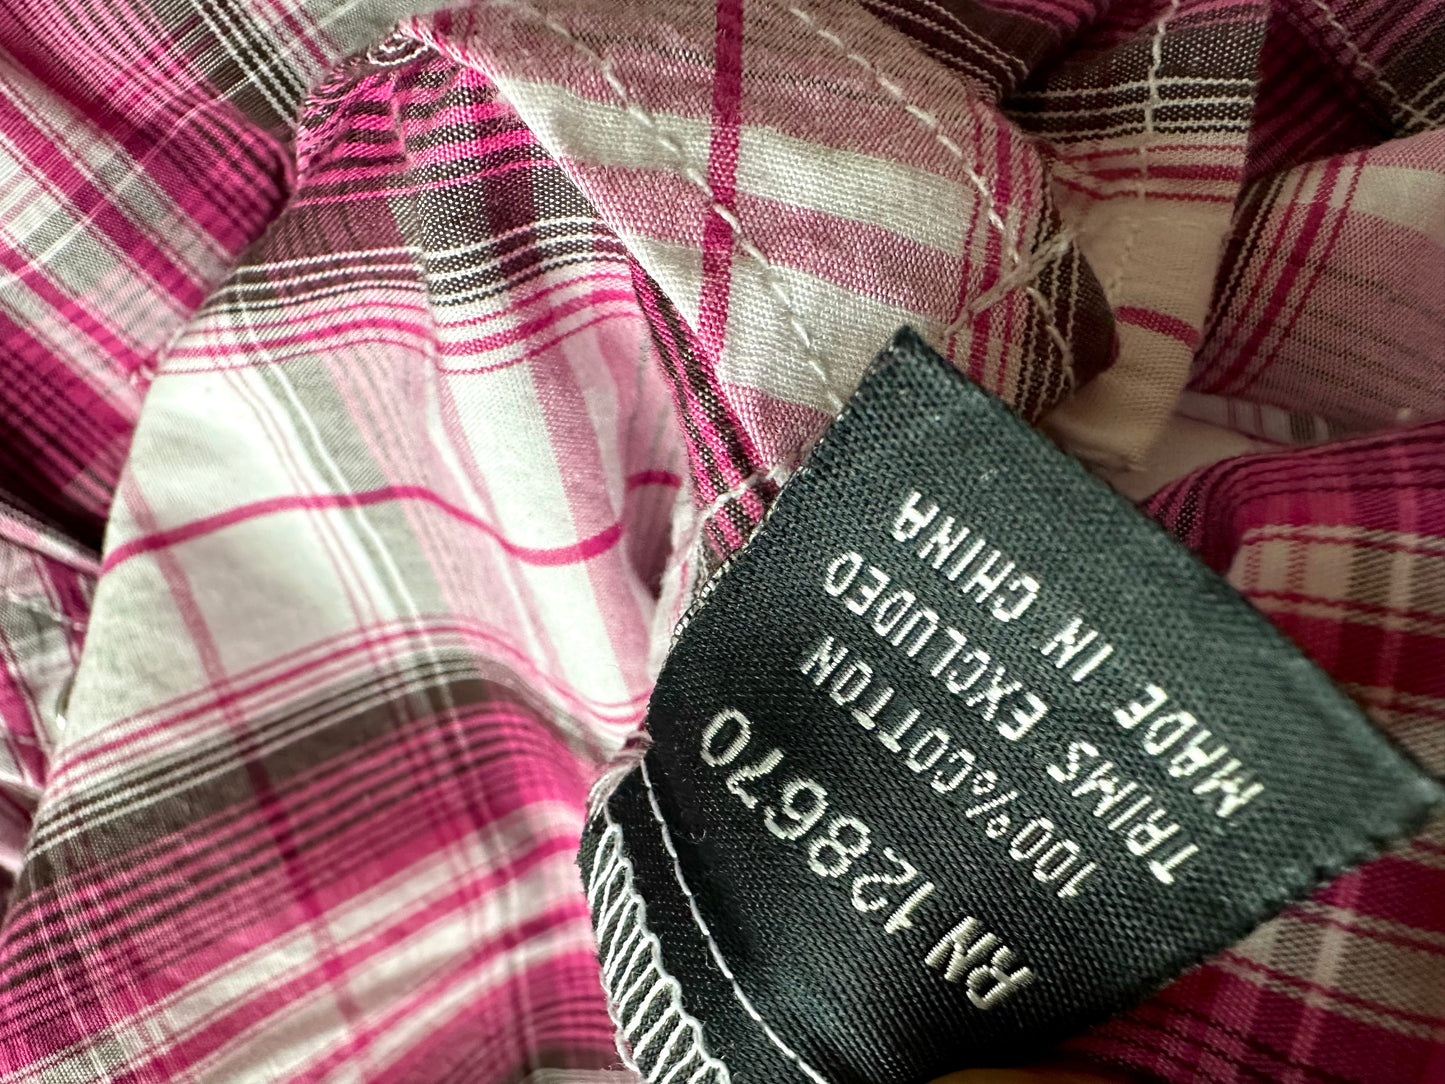 RN 128670
100%COTTON
TRIMS EXCLUDED
MADE IN CHINA